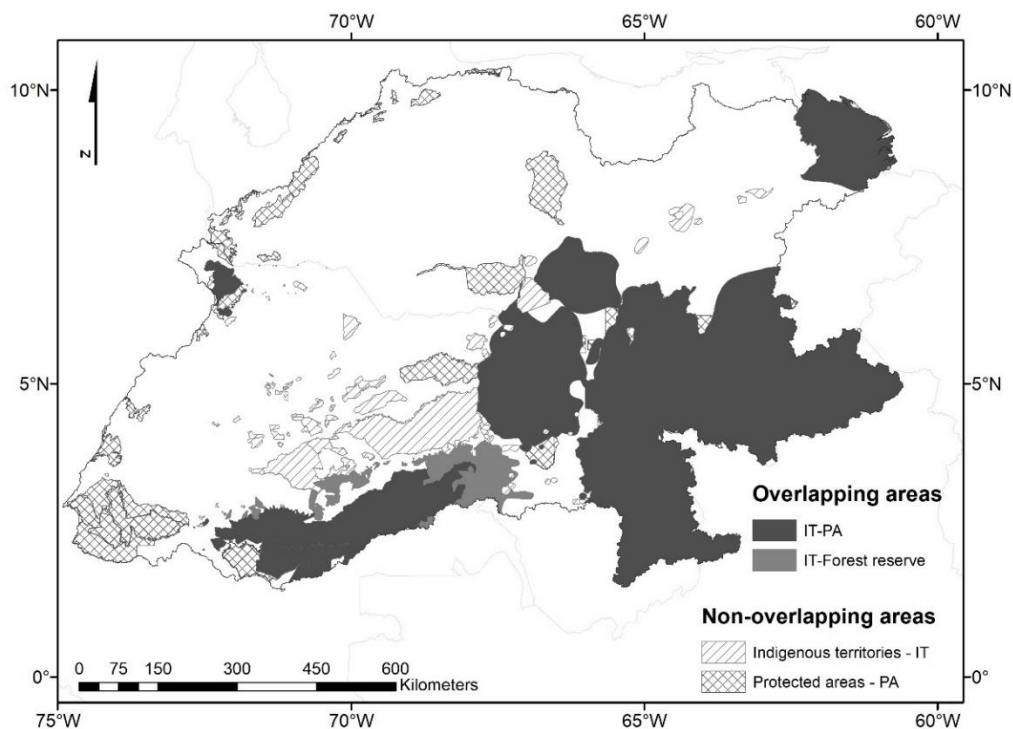 70°W 65°W 60°W
10°N 10°N
N
5°N 5°N
Overlapping areas
IT-PA
IT-Forest reserve
Non-overlapping areas
Indigenous territories - IT
Protected areas - PA
0 75 150 300 450 600
Kilometers
0° 0°
75°W 70°W 65°W 60°W